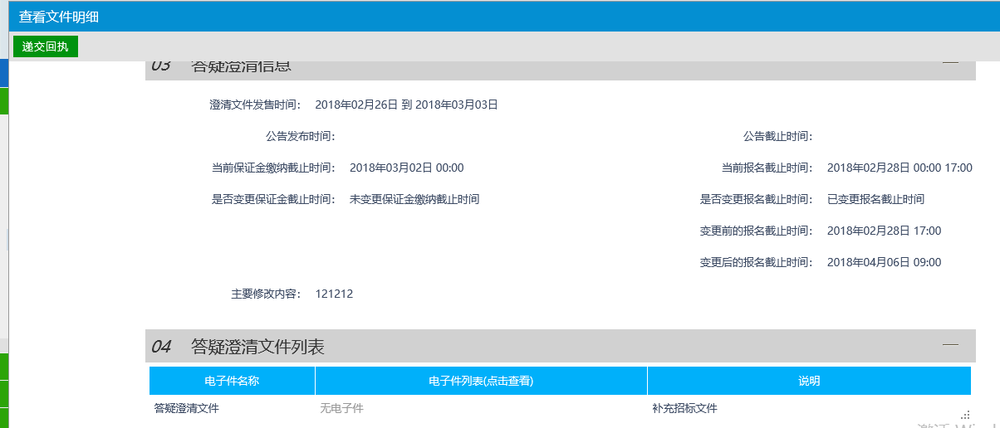 查看文件明细
递交回执
03 答疑澄清信息
澄清文件发售时间： 2018年02月26日 到 2018年03月03日
公告发布时间： 公告截止时间：
当前保证金缴纳截止时间： 2018年03月02日 00:00 当前报名截止时间： 2018年02月28日 00:00 17:00
是否变更保证金截止时间： 未变更保证金缴纳截止时间 是否变更报名截止时间： 已变更报名截止时间
变更前的报名截止时间： 2018年02月28日 17:00
变更后的报名截止时间： 2018年04月06日 09:00
主要修改内容： 121212
04 答疑澄清文件列表
电子件名称 电子件列表(点击查看) 说明
答疑澄清文件 无电子件 补充招标文件